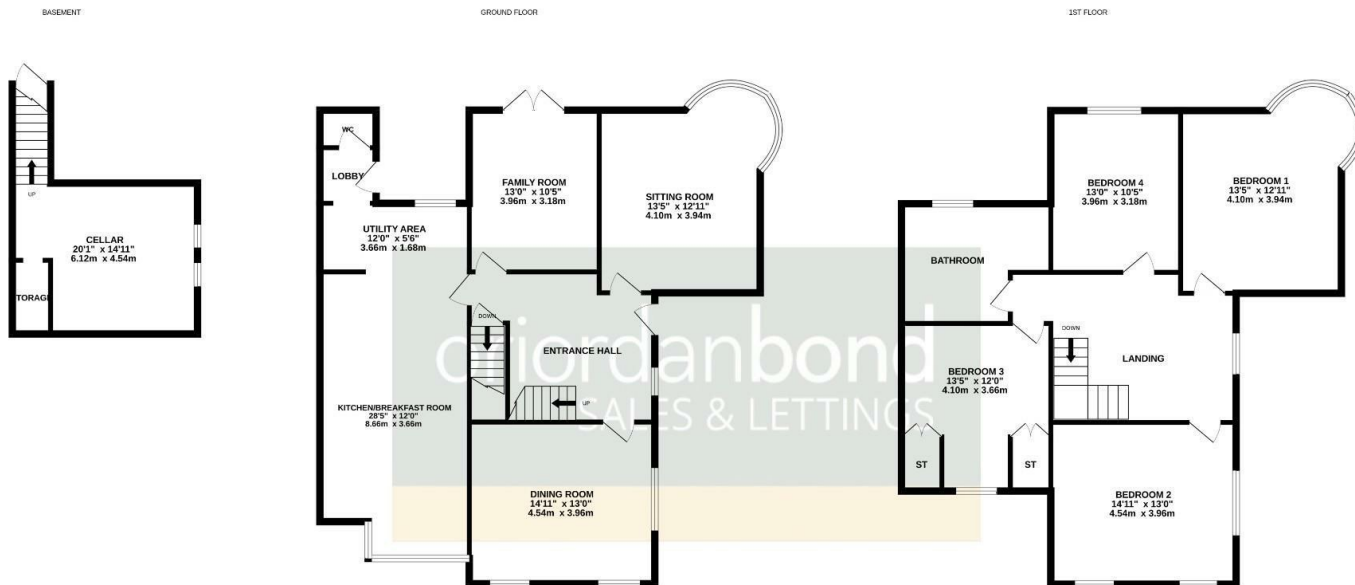 BASEMENT
GROUND FLOOR
1ST FLOOR
UP
CELLAR
20'1" x 14'11"
6.12m x 4.54m
TORAGE
WC
LOBBY
UTILITY AREA
12'0" x 5'6"
3.66m x 1.68m
FAMILY ROOM
13'0" x 10'5"
3.96m x 3.18m
SITTING ROOM
13'5" x 12'11"
4.10m x 3.94m
DOWN
ENTRANCE HALL
UP
KITCHEN/BREAKFAST ROOM
28'5" x 12'0"
8.66m x 3.66m
DINING ROOM
14'11" x 13'0"
4.54m x 3.96m
BEDROOM 4
13'0" x 10'5"
3.96m x 3.18m
BEDROOM 1
13'5" x 12'11"
4.10m x 3.94m
BATHROOM
DOWN
LANDING
BEDROOM 3
13'5" x 12'0"
4.10m x 3.66m
ST
ST
BEDROOM 2
14'11" x 13'0"
4.54m x 3.96m
oriordanbond
SALES & LETTINGS